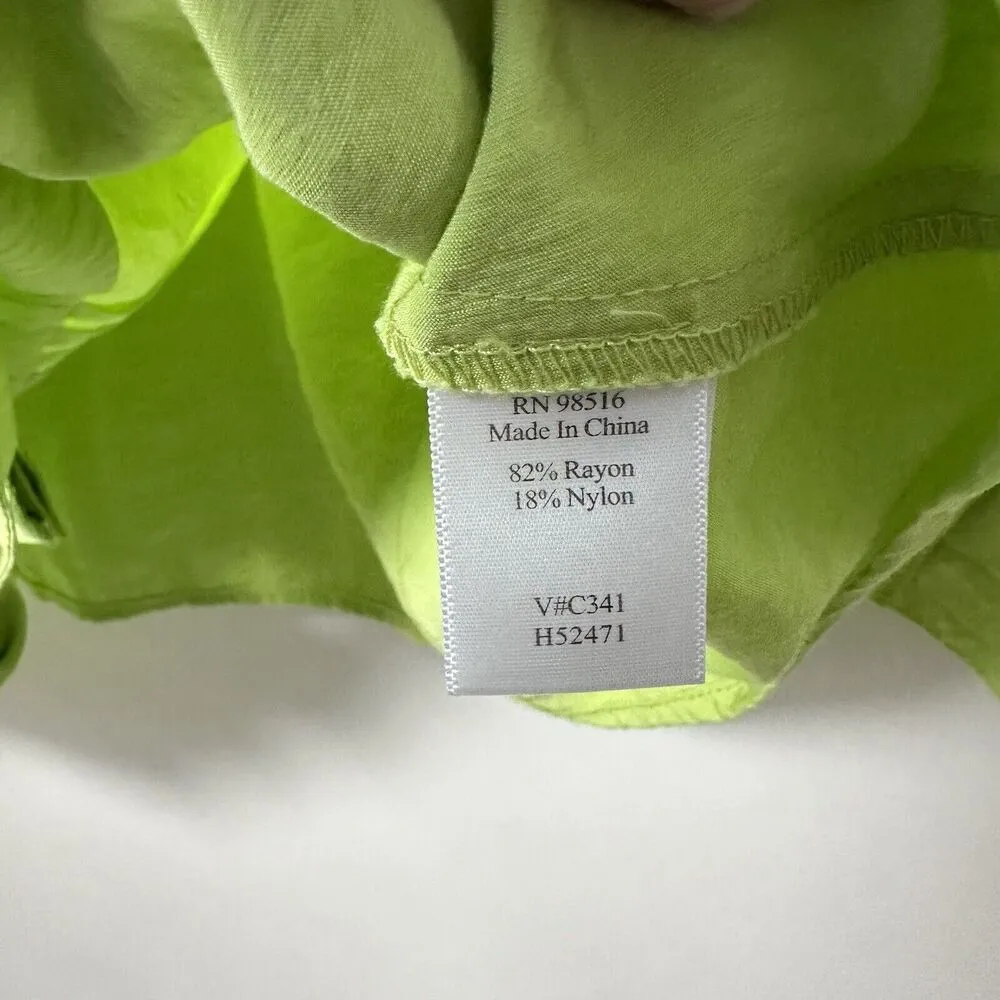 RN 98516
Made In China
82% Rayon
18% Nylon
V#C341
H52471